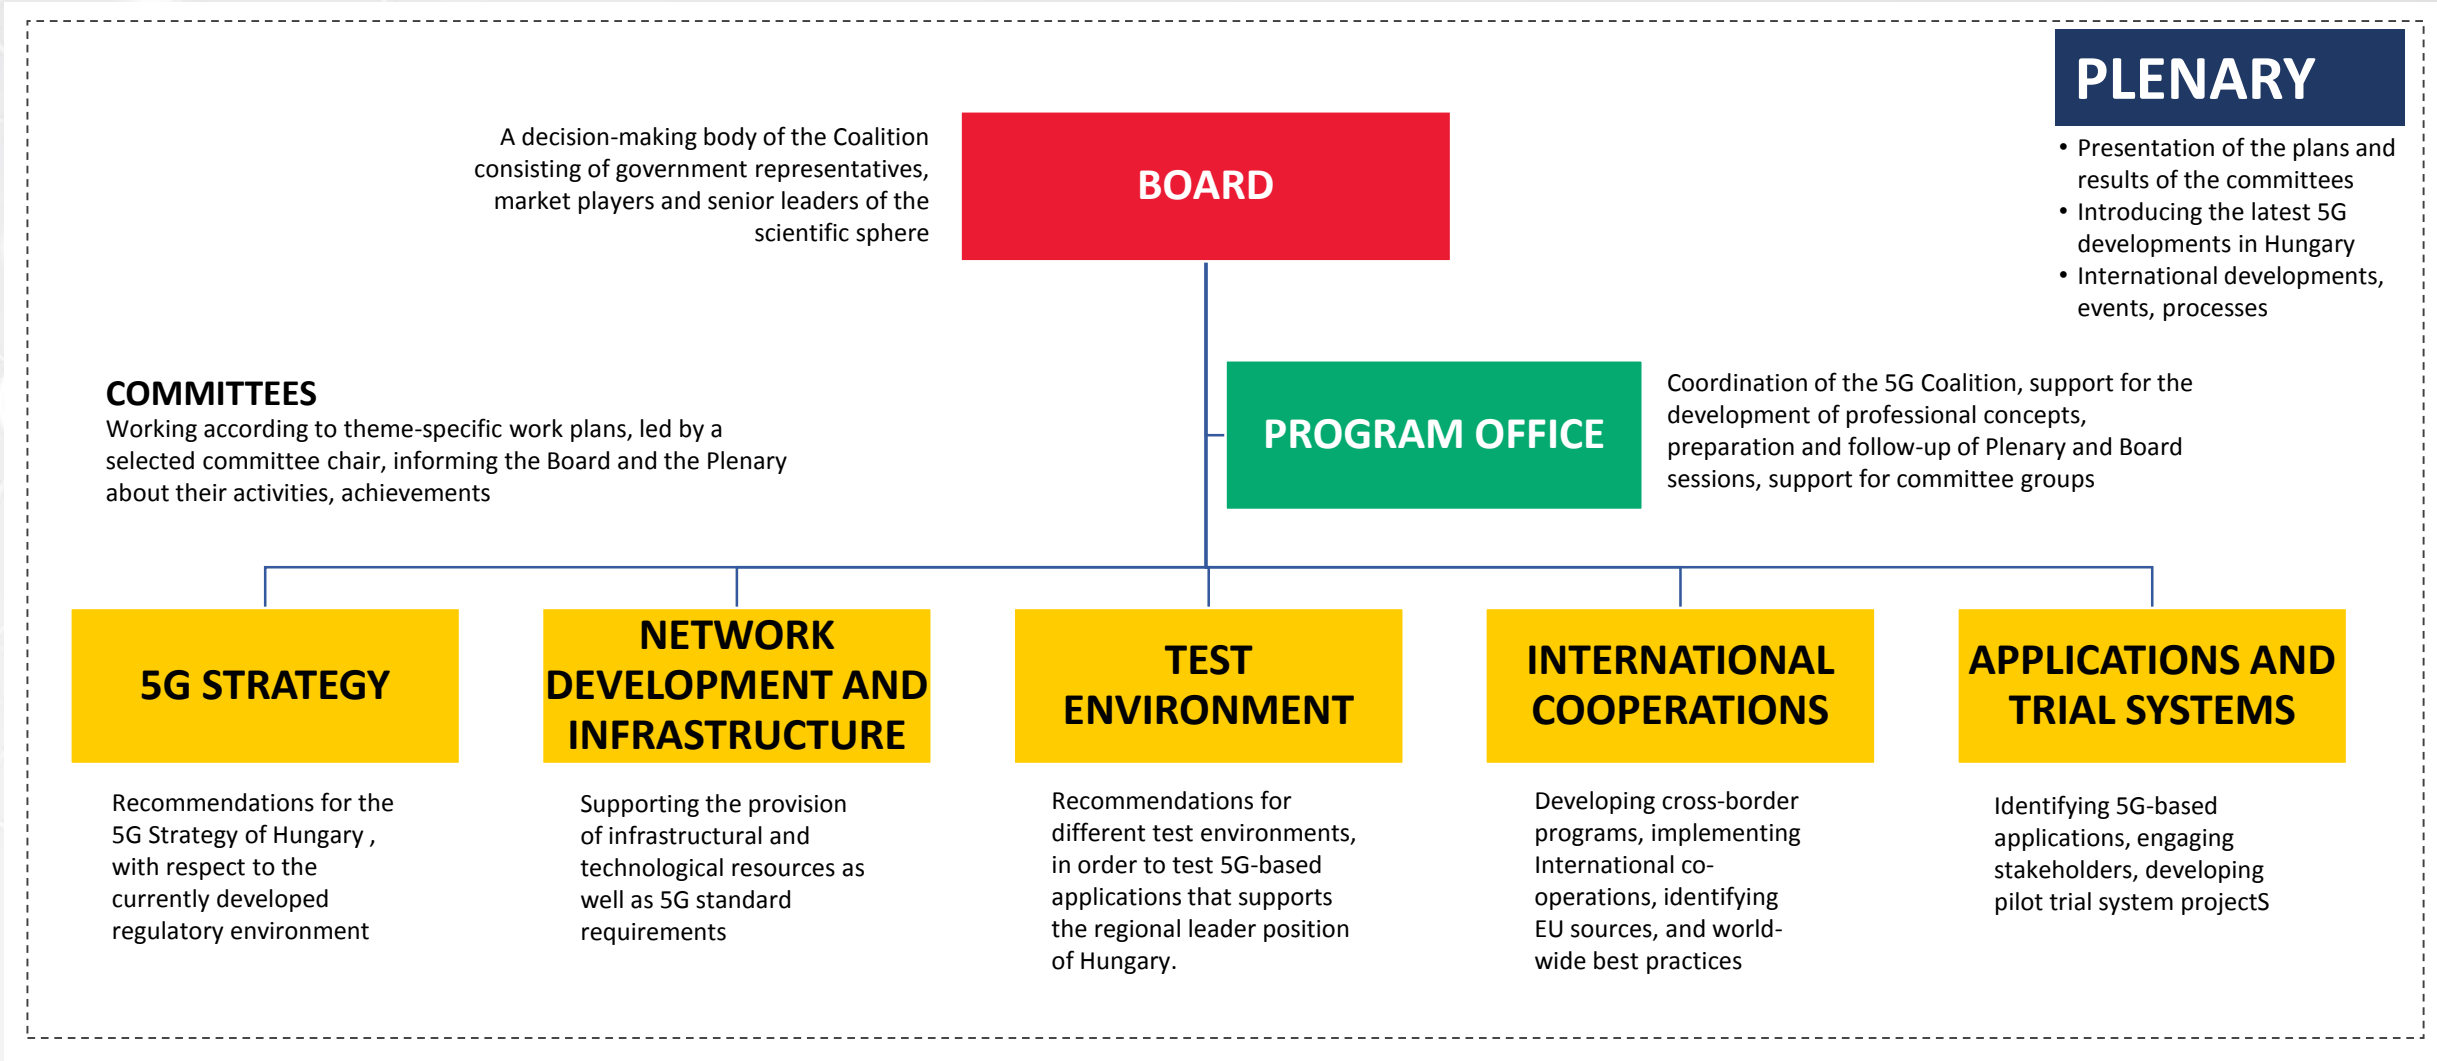 PLENARY
• Presentation of the plans and
results of the committees
• Introducing the latest 5G
developments in Hungary
• International developments,
events, processes
A decision-making body of the Coalition
consisting of government representatives,
market players and senior leaders of the
scientific sphere
BOARD
COMMITTEES
Working according to theme-specific work plans, led by a
selected committee chair, informing the Board and the Plenary
about their activities, achievements
PROGRAM OFFICE
Coordination of the 5G Coalition, support for the
development of professional concepts,
preparation and follow-up of Plenary and Board
sessions, support for committee groups
5G STRATEGY
Recommendations for the
5G Strategy of Hungary ,
with respect to the
currently developed
regulatory environment
NETWORK
DEVELOPMENT AND
INFRASTRUCTURE
Supporting the provision
of infrastructural and
technological resources as
well as 5G standard
requirements
TEST
ENVIRONMENT
Recommendations for
different test environments,
in order to test 5G-based
applications that supports
the regional leader position
of Hungary.
INTERNATIONAL
COOPERATIONS
Developing cross-border
programs, implementing
International co-
operations, identifying
EU sources, and world-
wide best practices
APPLICATIONS AND
TRIAL SYSTEMS
Identifying 5G-based
applications, engaging
stakeholders, developing
pilot trial system projectS